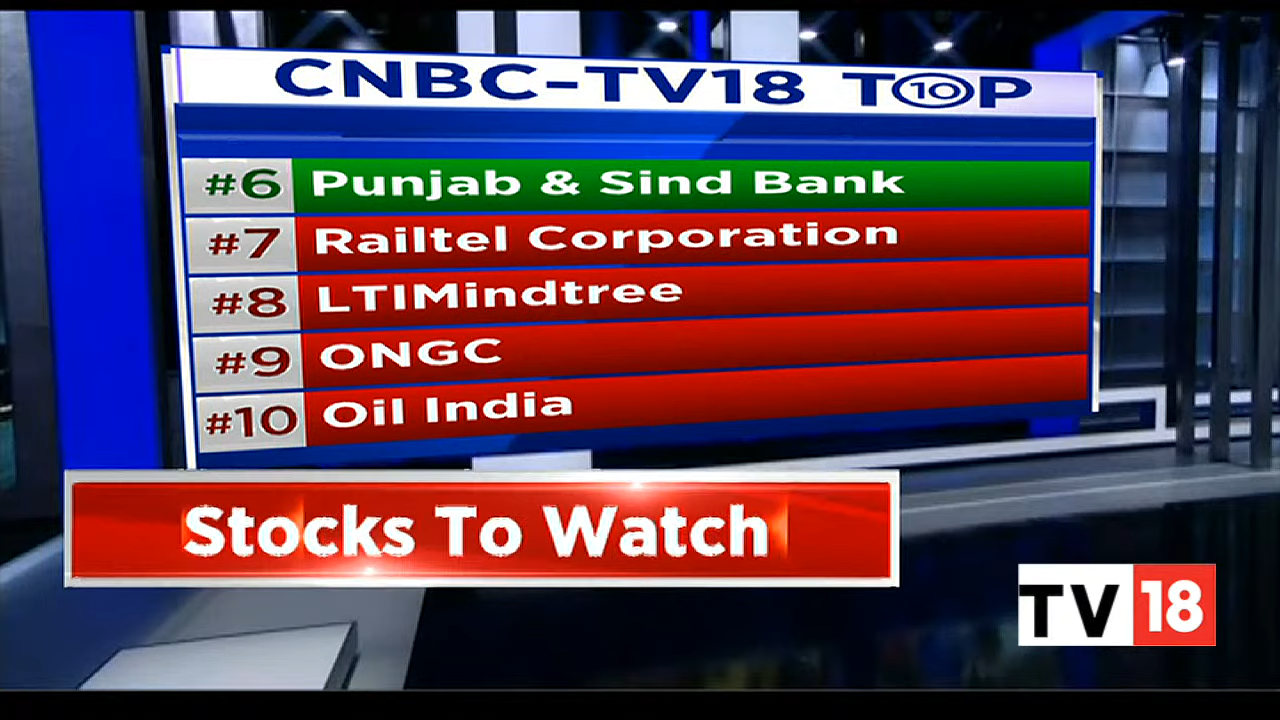 CNBC-TV18 TOP 10
#6 Punjab & Sind Bank
#7 Railtel Corporation
#8 LTIMindtree
#9 ONGC
#10 Oil India
Stocks To Watch
TV18